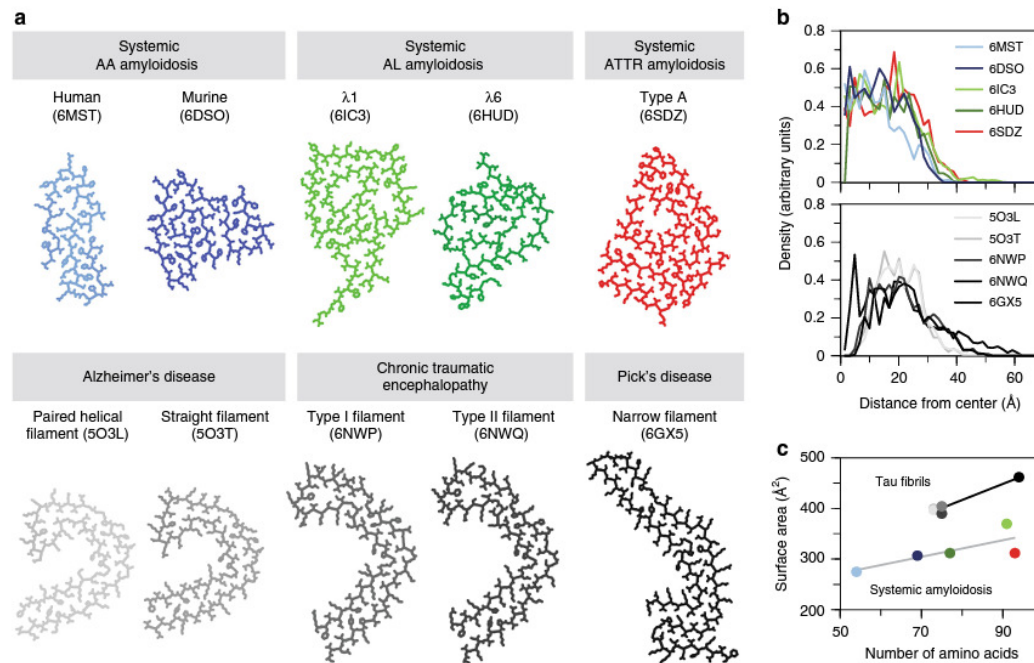 a
Systemic
AA amyloidosis
Systemic
AL amyloidosis
Systemic
ATTR amyloidosis
Human
(6MST)
Murine
(6DSO)
λ1
(6IC3)
λ6
(6HUD)
Type A
(6SDZ)
Alzheimer's disease
Chronic traumatic
encephalopathy
Pick's disease
Paired helical
filament (5O3L)
Straight filament
(5O3T)
Type I filament
(6NWP)
Type II filament
(6NWQ)
Narrow filament
(6GX5)
b
0.8
0.6
0.4
0.2
0
6MST
6DSO
6IC3
6HUD
6SDZ
Density (arbitrary units)
0.8
0.6
0.4
0.2
0
5O3L
5O3T
6NWP
6NWQ
6GX5
0 20 40 60
Distance from center (Å)
c
Surface area (Å²)
500
400
300
200
Tau fibrils
Systemic amyloidosis
50 70 90
Number of amino acids